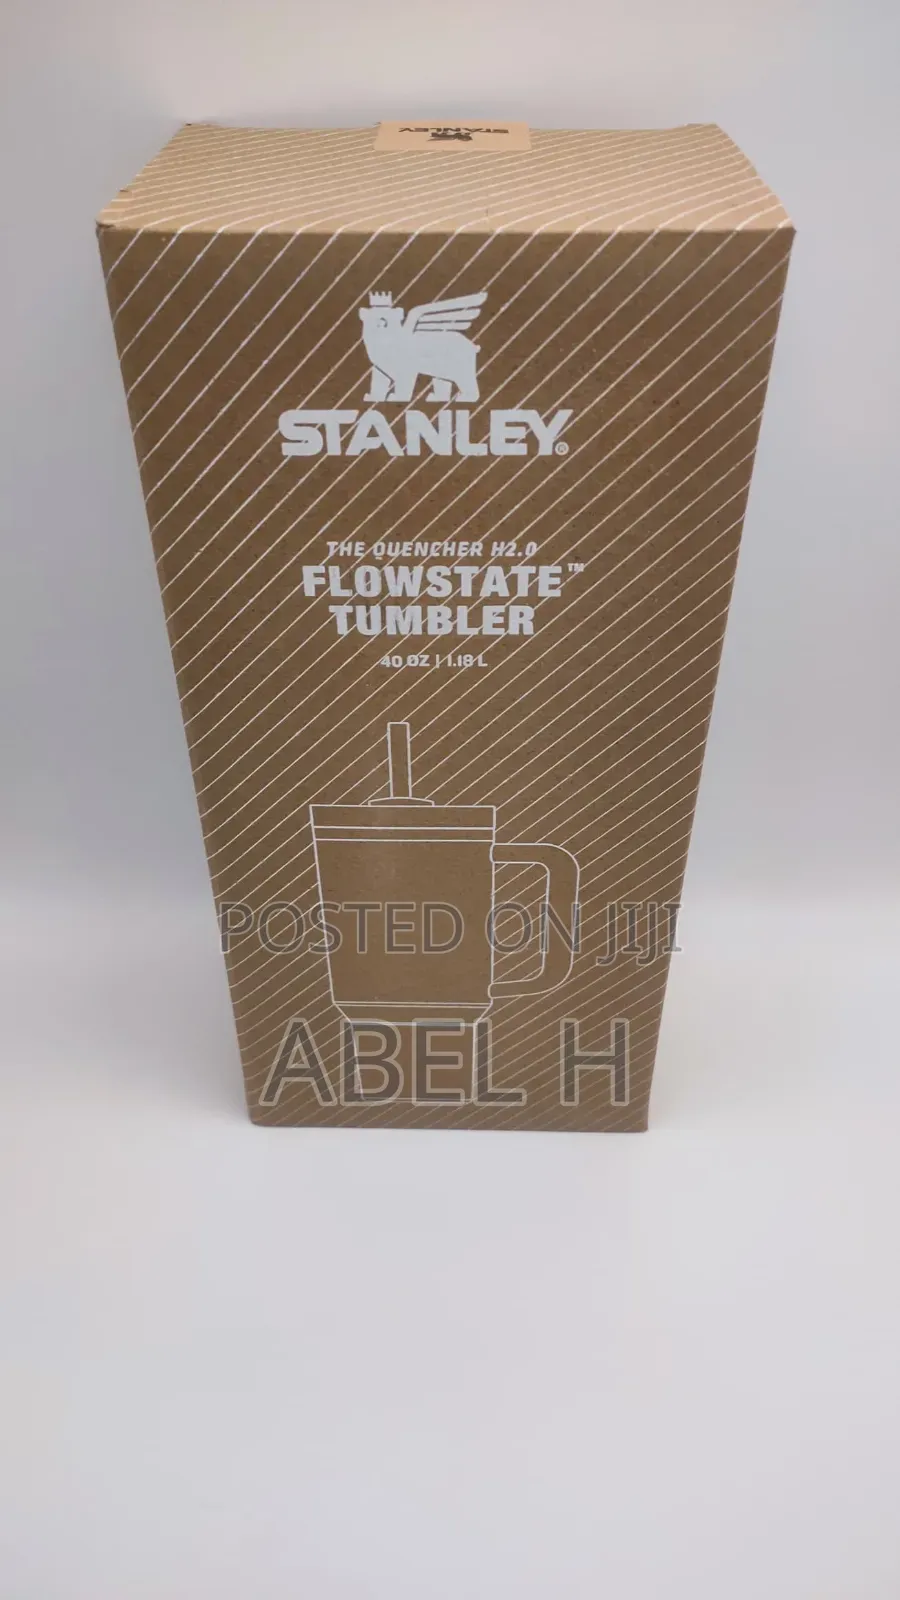 STANLEY
STANLEY®
THE QUENCHER H2.0
FLOWSTATE™
TUMBLER
40 OZ | 1.18 L
POSTED ON JIJI
ABEL H